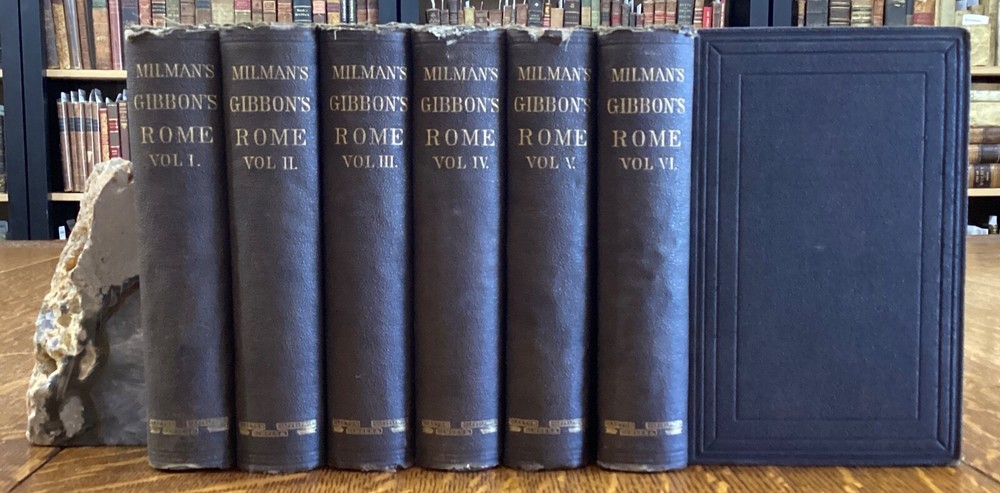 MILMAN'S
GIBBON'S
ROME
VOL I.
MILMAN'S
GIBBON'S
ROME
VOL II.
MILMAN'S
GIBBON'S
ROME
VOL III.
MILMAN'S
GIBBON'S
ROME
VOL IV.
MILMAN'S
GIBBON'S
ROME
VOL V.
MILMAN'S
GIBBON'S
ROME
VOL VI.